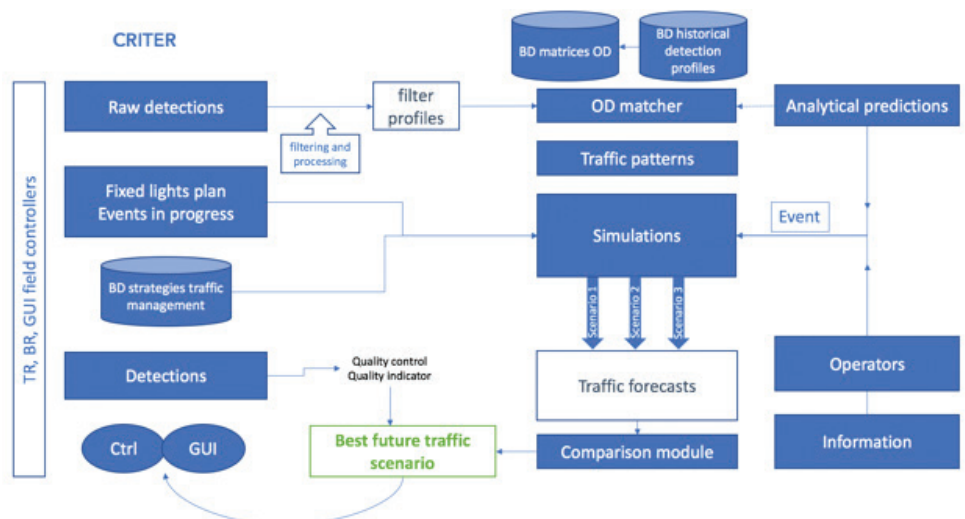 CRITER
BD matrices OD
BD historical
detection
profiles
TR, BR, GUI field controllers
Raw detections
filter
profiles
OD matcher
Analytical predictions
filtering and
processing
Traffic patterns
Fixed lights plan
Events in progress
Simulations
Event
BD strategies traffic
management
Scenario 1
Scenario 2
Scenario 3
Detections
Quality control
Quality indicator
Traffic forecasts
Operators
Ctrl
GUI
Best future traffic
scenario
Comparison module
Information